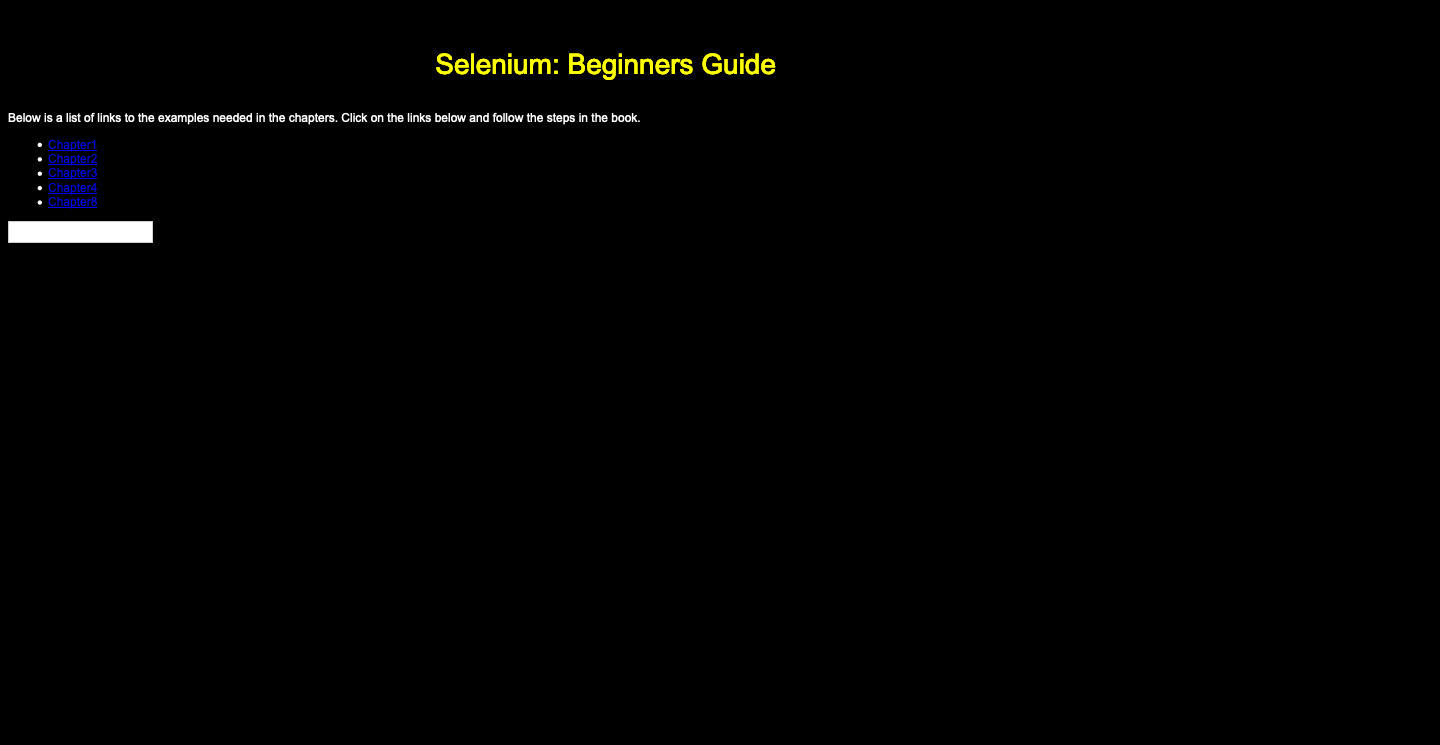 Selenium: Beginners Guide
Below is a list of links to the examples needed in the chapters. Click on the links below and follow the steps in the book.
Chapter1
Chapter2
Chapter3
Chapter4
Chapter8